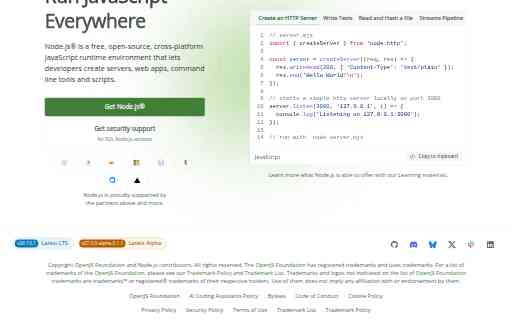 Run JavaScript
Everywhere
Node.js® is a free, open-source, cross-platform
JavaScript runtime environment that lets
developers create servers, web apps, command
line tools and scripts.
Get Node.js®
Get security support
for EOL Node.js versions
Node.js is proudly supported by
the partners above and more.
Create an HTTP Server Write Tests Read and Hash a File Streams Pipeline
1 // server.mjs
2 import { createServer } from 'node:http';
3
4 const server = createServer((req, res) => {
5 res.writeHead(200, { 'Content-Type': 'text/plain' });
6 res.end('Hello World!\n');
7 });
8
9 // starts a simple http server locally on port 3000
10 server.listen(3000, '127.0.0.1', () => {
11 console.log('Listening on 127.0.0.1:3000');
12 });
13
14 // run with `node server.mjs`
JavaScript Copy to clipboard
Learn more what Node.js is able to offer with our Learning materials.
Latest LTS Latest Alpha
Copyright OpenJS Foundation and Node.js contributors. All rights reserved. The OpenJS Foundation has registered trademarks and uses trademarks. For a list of
trademarks of the OpenJS Foundation, please see our Trademark Policy and Trademark List. Trademarks and logos not indicated on the list of OpenJS Foundation
trademarks are trademarks™ or registered® trademarks of their respective holders. Use of them does not imply any affiliation with or endorsement by them.
OpenJS Foundation AI Coding Assistance Policy Bylaws Code of Conduct Cookie Policy
Privacy Policy Security Policy Terms of Use Trademark List Trademark Policy